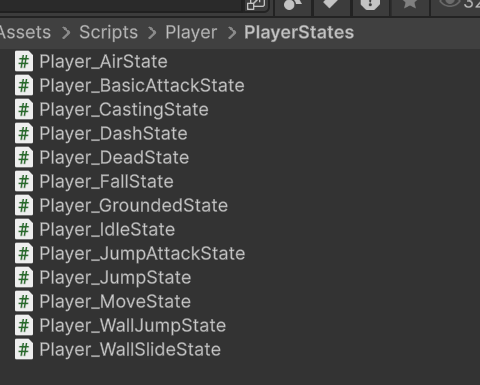 Assets > Scripts > Player > PlayerStates
# Player_AirState
# Player_BasicAttackState
# Player_CastingState
# Player_DashState
# Player_DeadState
# Player_FallState
# Player_GroundedState
# Player_IdleState
# Player_JumpAttackState
# Player_JumpState
# Player_MoveState
# Player_WallJumpState
# Player_WallSlideState